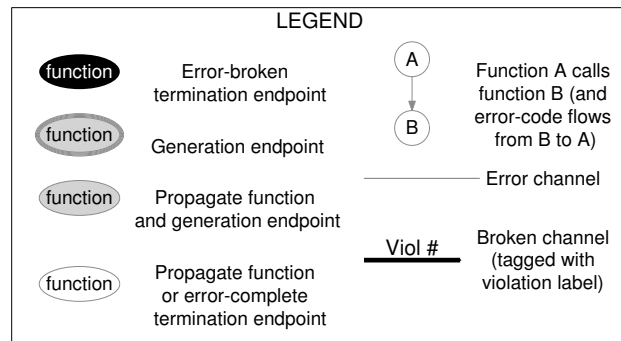 LEGEND
function
Error-broken
termination endpoint
function
Generation endpoint
function
Propagate function
and generation endpoint
function
Propagate function
or error-complete
termination endpoint
A
B
Function A calls
function B (and
error-code flows
from B to A)
Error channel
Viol #
Broken channel
(tagged with
violation label)